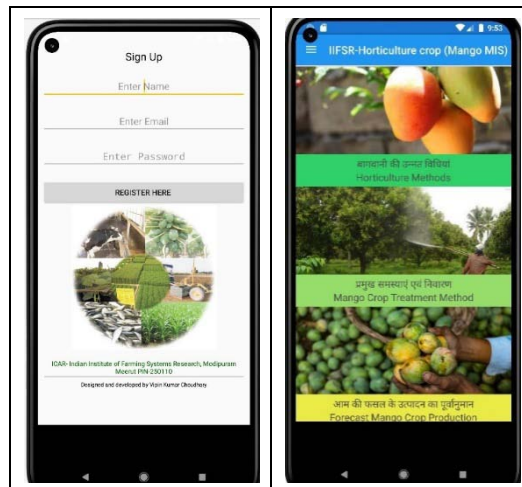 Sign Up
Enter Name
Enter Email
Enter Password
REGISTER HERE
ICAR- Indian Institute of Farming Systems Research, Modipuram
Meerut PIN-250110
Designed and developed by Vipin Kumar Choudhary
9:53
IIFSR-Horticulture crop (Mango MIS)
बागवानी की उन्नत विधियां
Horticulture Methods
प्रमुख समस्याएं एवं निवारण
Mango Crop Treatment Method
आम की फसल के उत्पादन का पूर्वानुमान
Forecast Mango Crop Production